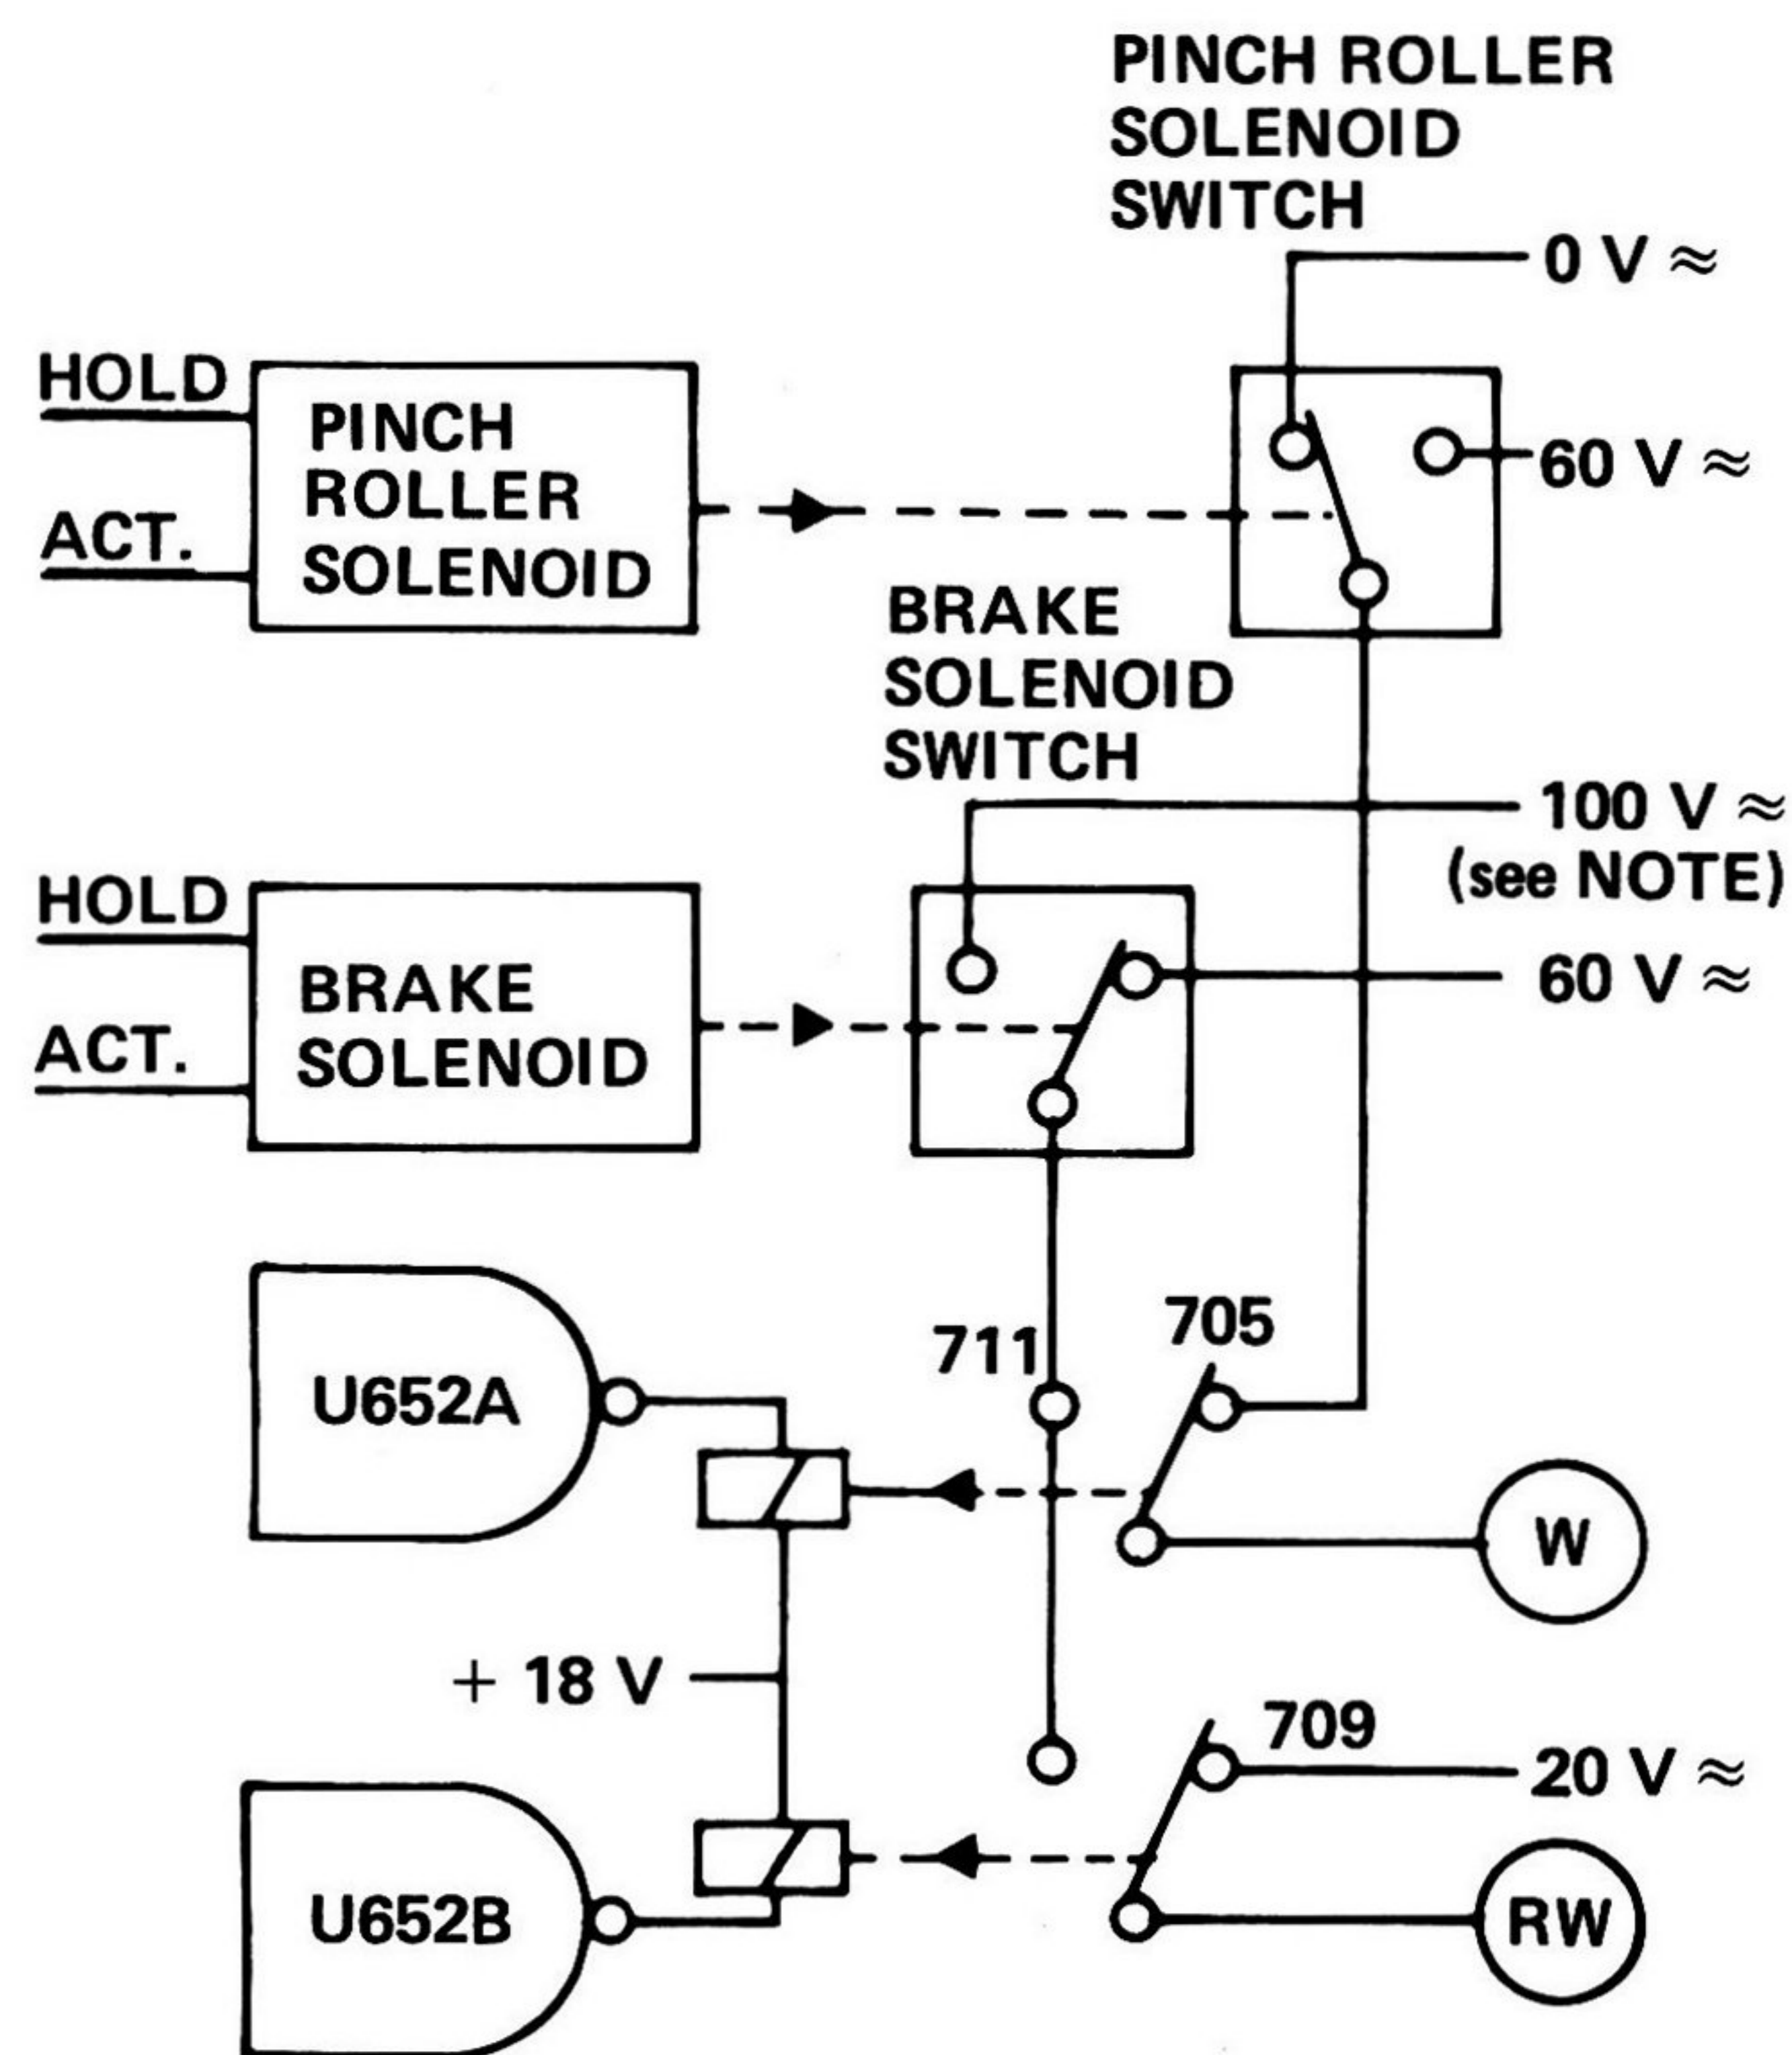 PINCH ROLLER
SOLENOID
SWITCH
0 V ≈
HOLD
PINCH
ROLLER
SOLENOID
ACT.
60 V ≈
BRAKE
SOLENOID
SWITCH
100 V ≈
(see NOTE)
HOLD
BRAKE
SOLENOID
ACT.
60 V ≈
711
705
U652A
W
+ 18 V
709
20 V ≈
U652B
RW